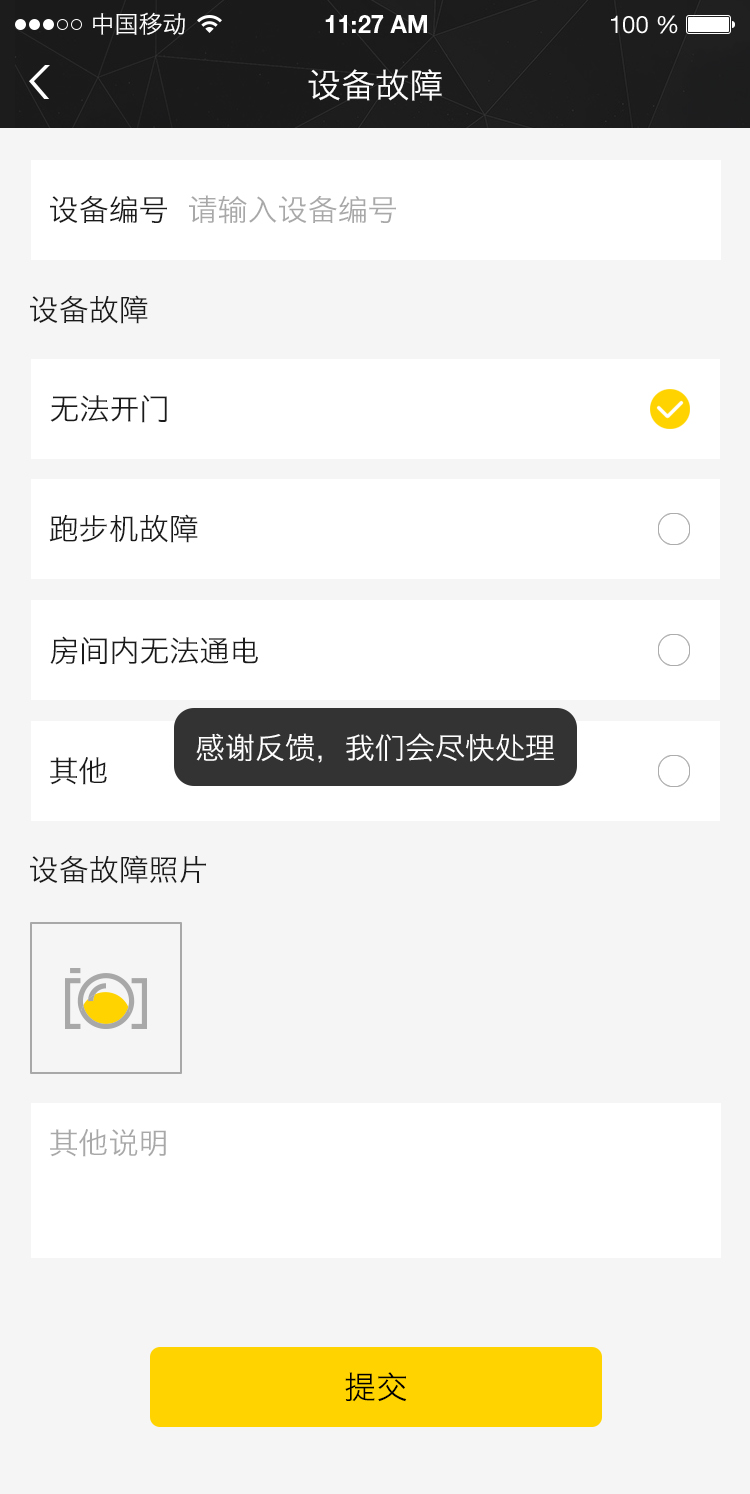 中国移动 11:27 AM 100 %
设备故障
设备编号 请输入设备编号
设备故障
无法开门
跑步机故障
房间内无法通电
感谢反馈，我们会尽快处理
其他
设备故障照片
其他说明
提交